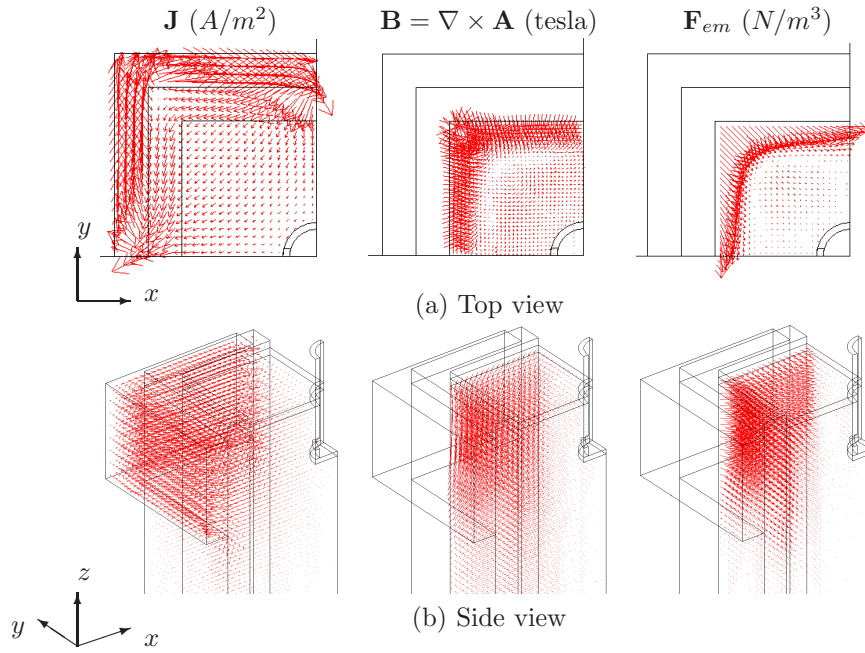 J (A/m²) B = ∇ × A (tesla) F_em (N/m³)
y
x
(a) Top view
z
y
x
(b) Side view